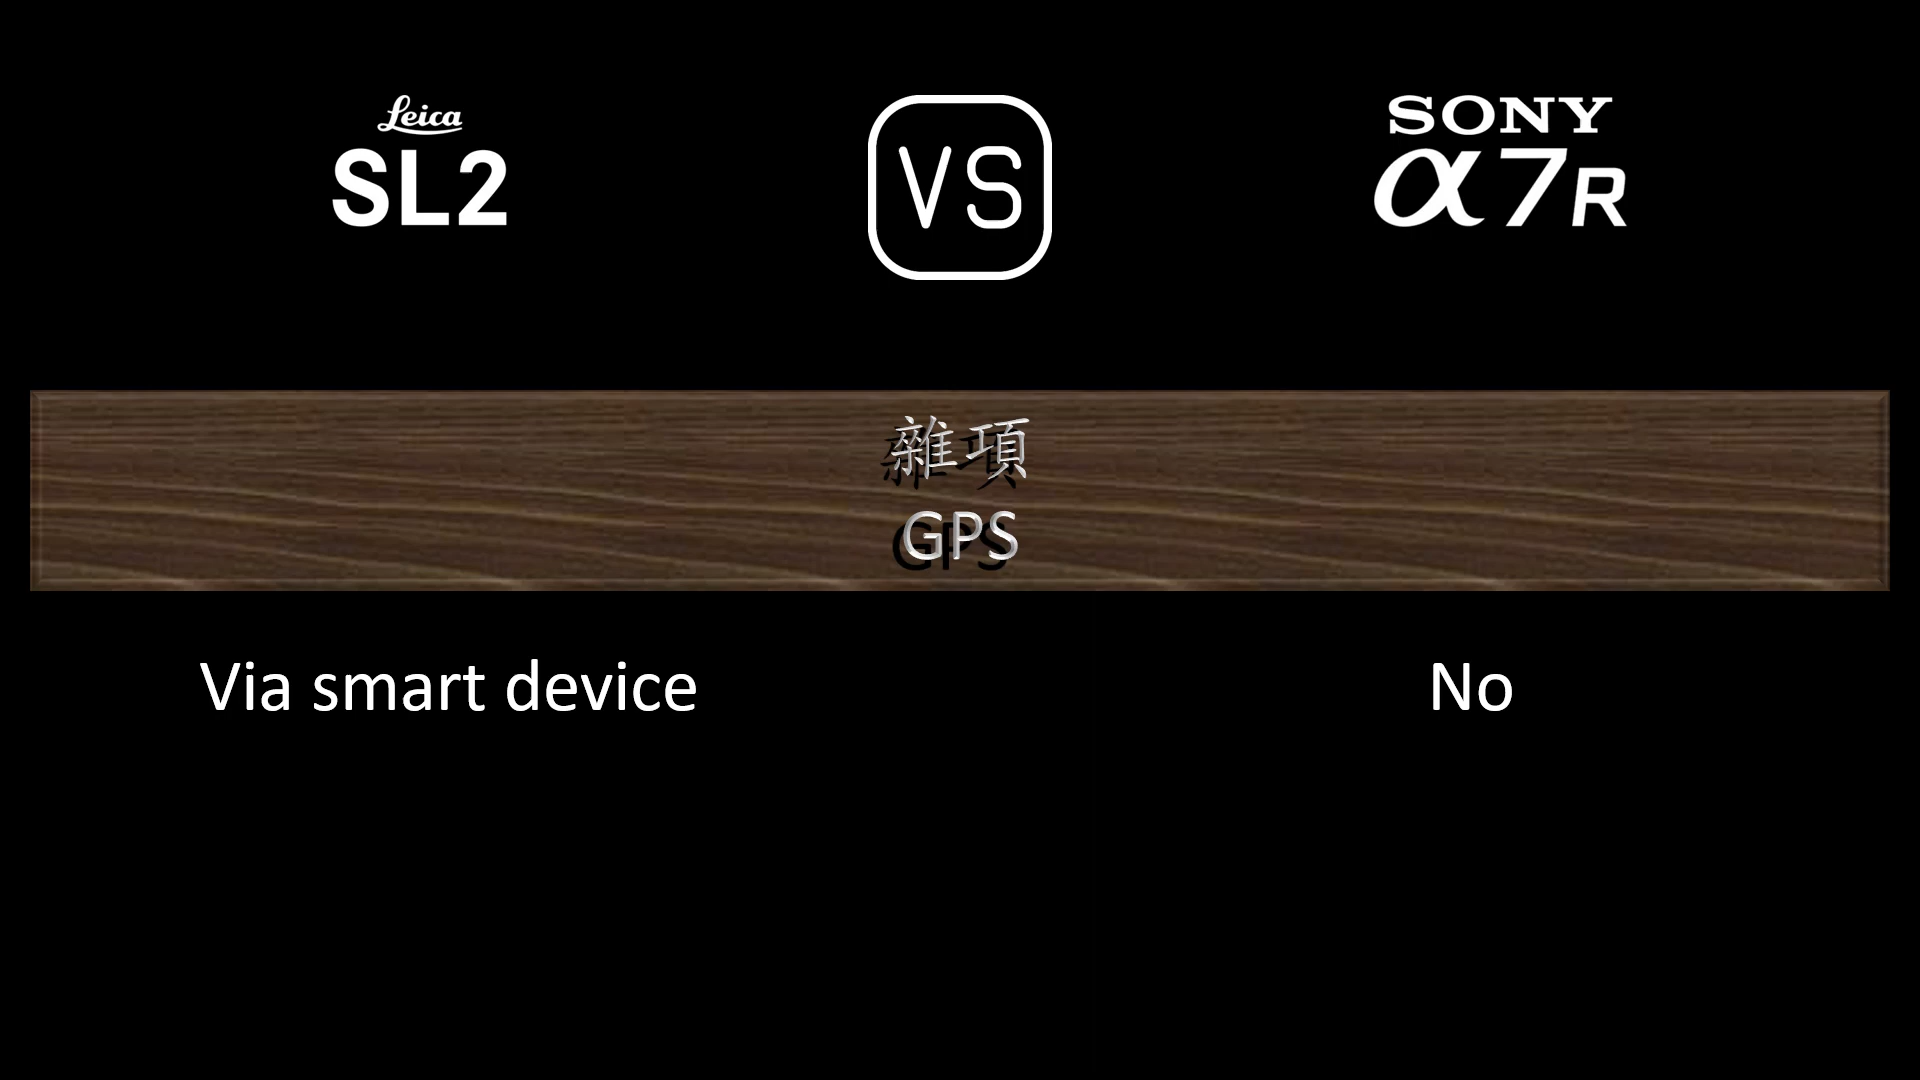 Leica
SL2
VS
SONY
α7R
雜項
GPS
Via smart device
No